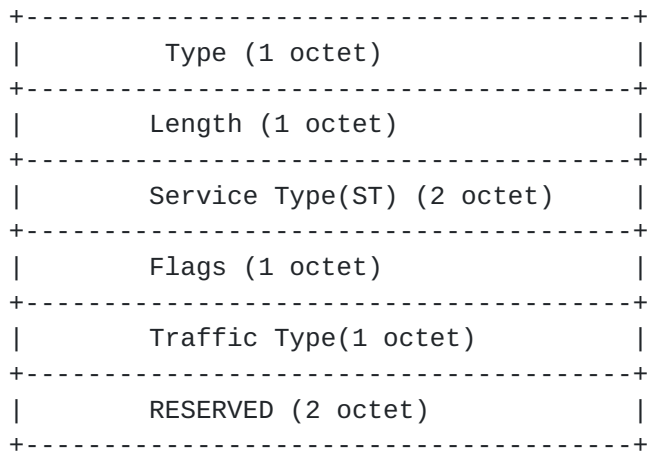 +---------------------------------------+
|         Type (1 octet)                |
+---------------------------------------+
|        Length (1 octet)               |
+---------------------------------------+
|        Service Type(ST) (2 octet)     |
+---------------------------------------+
|        Flags (1 octet)                |
+---------------------------------------+
|        Traffic Type(1 octet)          |
+---------------------------------------+
|        RESERVED (2 octet)             |
+---------------------------------------+